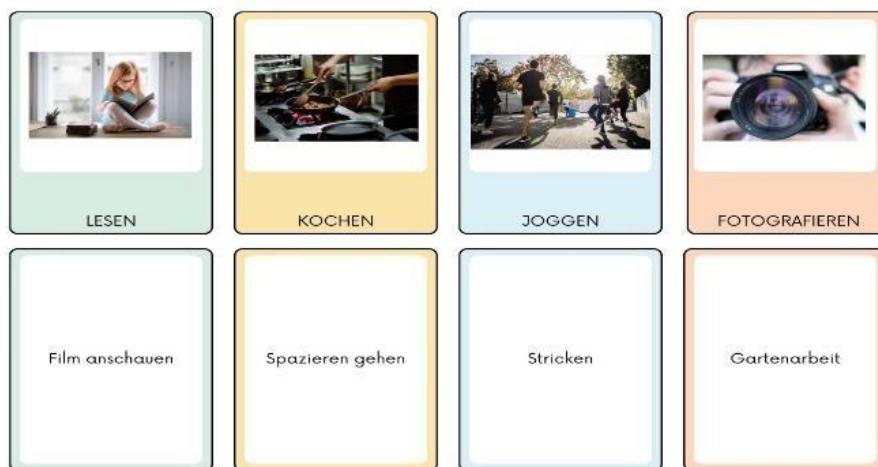 LESEN
KOCHEN
JOGGEN
FOTOGRAFIEREN
Film anschauen
Spazieren gehen
Stricken
Gartenarbeit